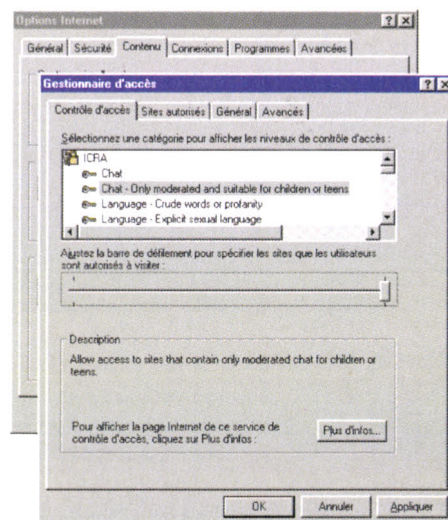 Options Internet
Général Sécurité Contenu Connexions Programmes Avancées
Gestionnaire d'accès
Contrôle d'accès Sites autorisés Général Avancés
Sélectionnez une catégorie pour afficher les niveaux de contrôle d'accès :
ICRA
Chat
Chat - Only moderated and suitable for children or teens
Language - Crude words or profanity
Language - Explicit sexual language
Ajustez la barre de défilement pour spécifier les sites que les utilisateurs
sont autorisés à visiter :
Description
Allow access to sites that contain only moderated chat for children or
teens.
Pour afficher la page Internet de ce service de
contrôle d'accès, cliquez sur Plus d'infos :
Plus d'infos...
OK Annuler Appliquer